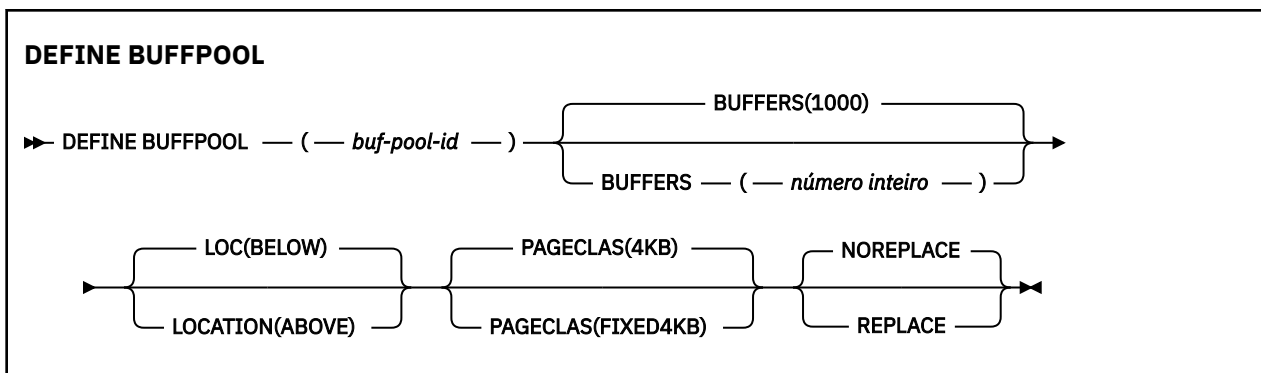 DEFINE BUFFPOOL
BUFFERS(1000)
DEFINE BUFFPOOL ( buf-pool-id )
BUFFERS ( número inteiro )
LOC(BELOW) PAGECLAS(4KB) NOREPLACE
LOCATION(ABOVE) PAGECLAS(FIXED4KB) REPLACE